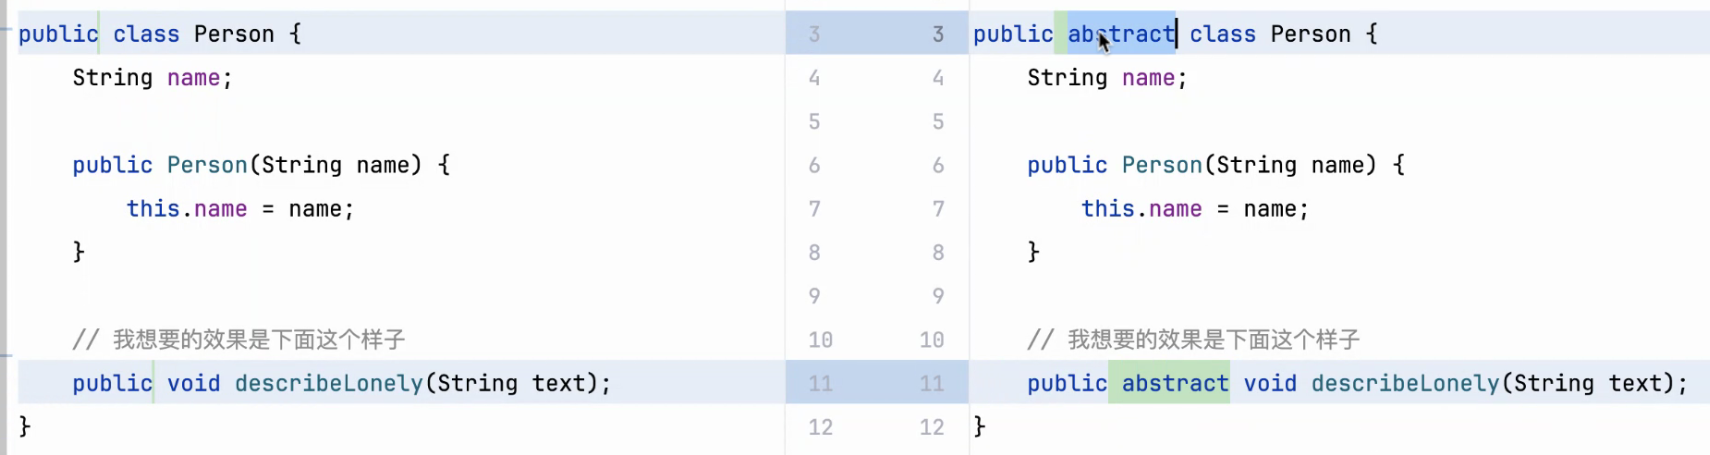 public class Person {
String name;
public Person(String name) {
this.name = name;
}
// 我想要的效果是下面这个样子
public void describeLonely(String text);
}
3 3
4 4
5 5
6 6
7 7
8 8
9 9
10 10
11 11
12 12
public abstract class Person {
String name;
public Person(String name) {
this.name = name;
}
// 我想要的效果是下面这个样子
public abstract void describeLonely(String text);
}